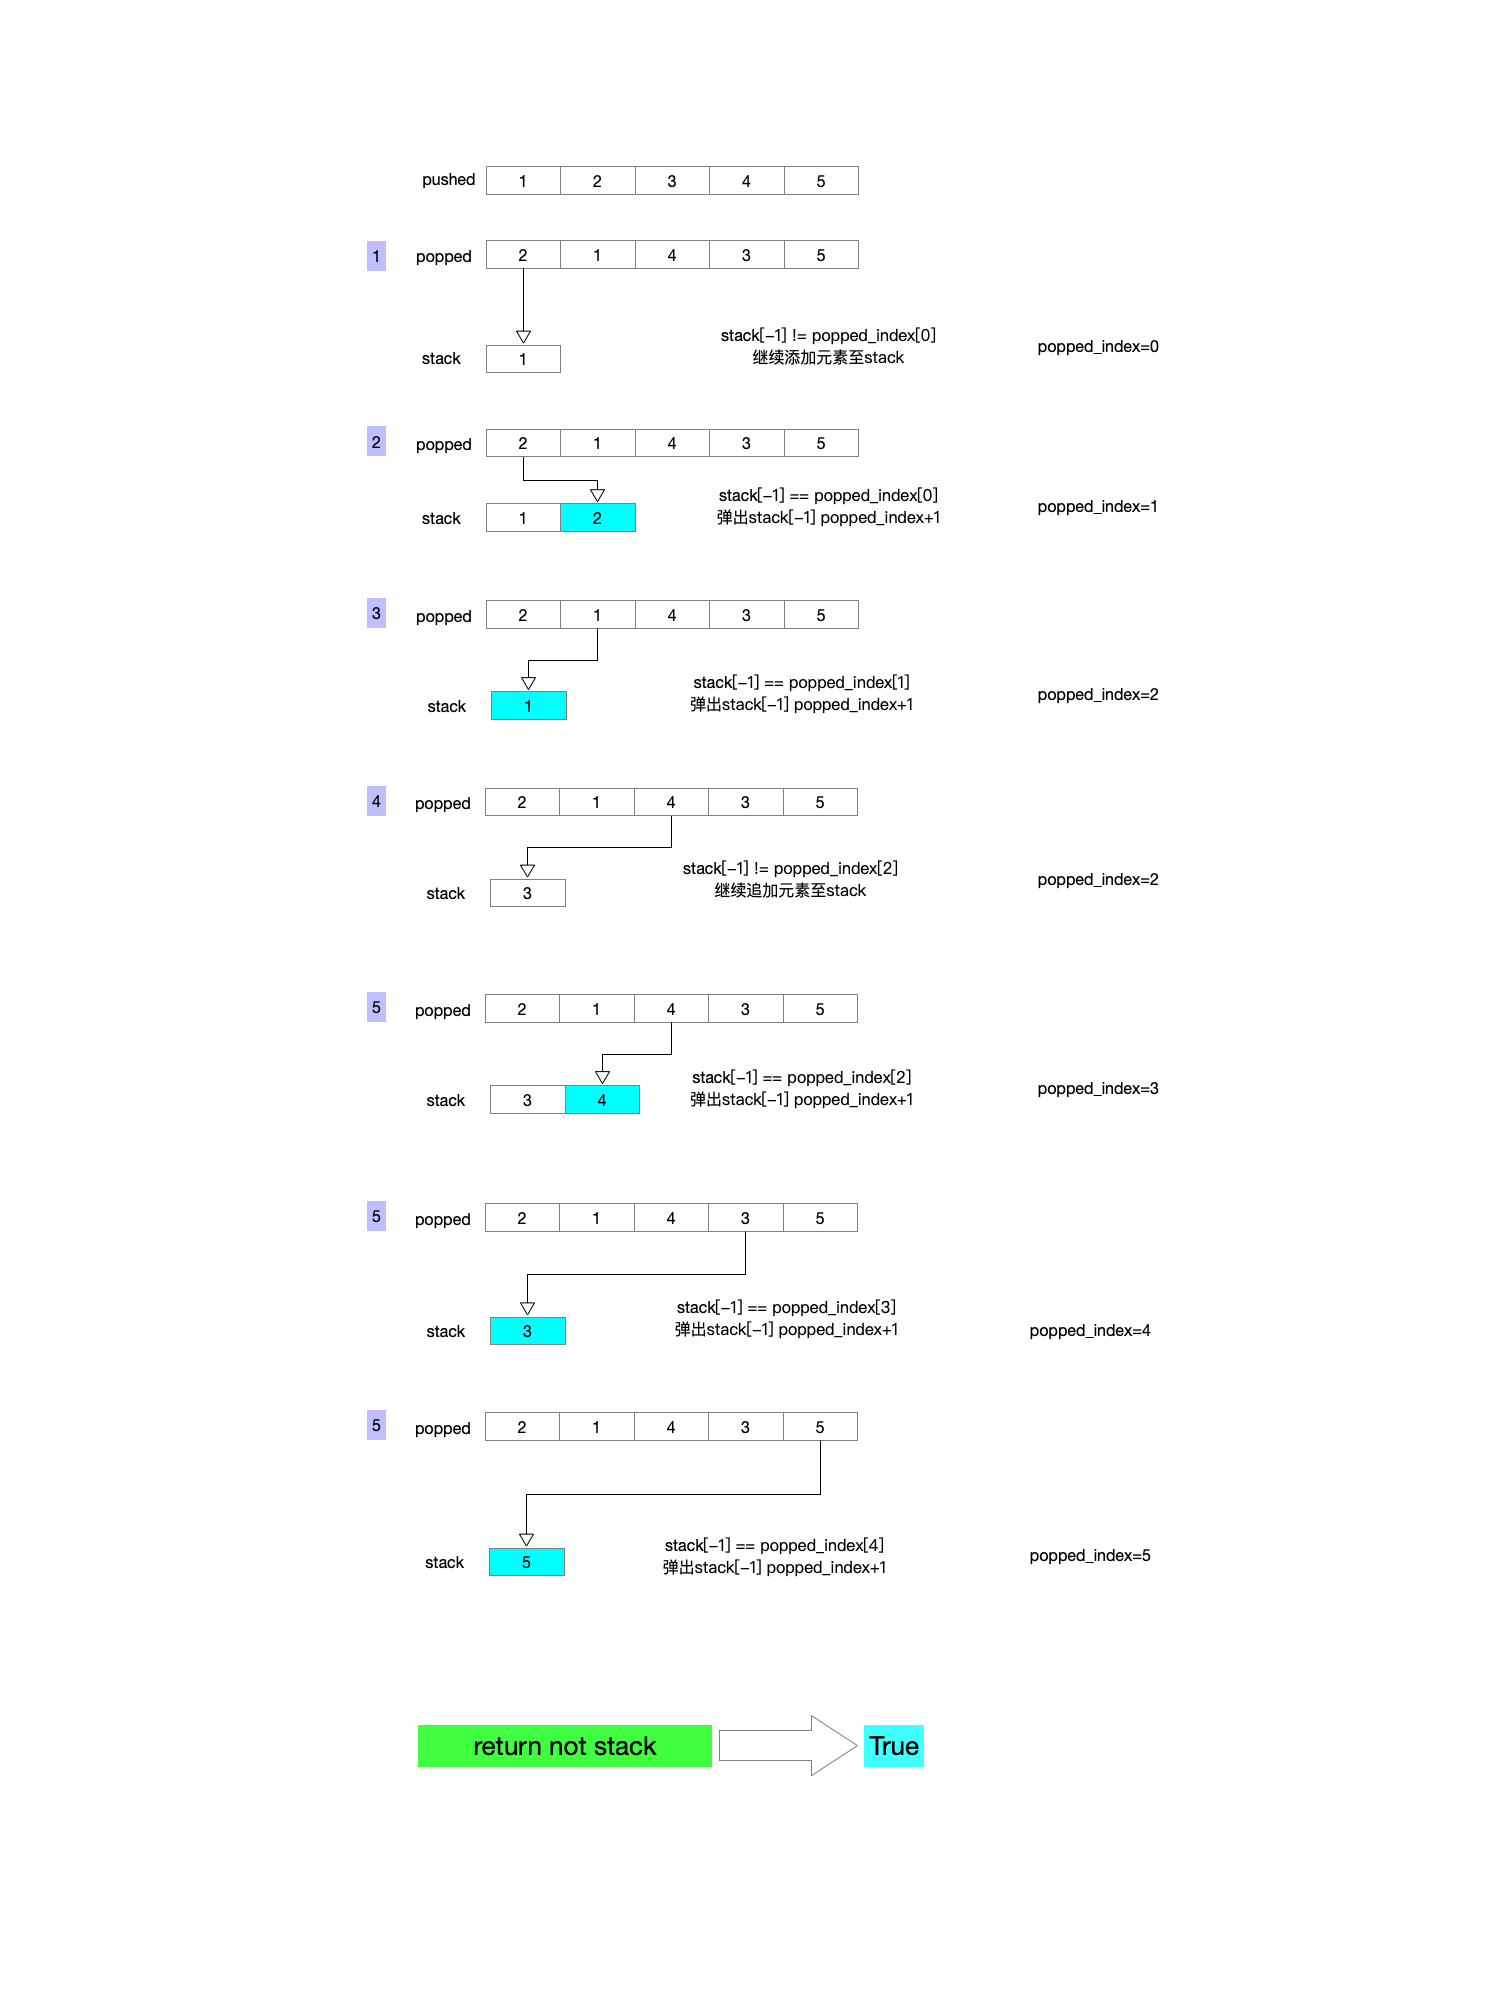 pushed 1 2 3 4 5
1 popped 2 1 4 3 5
stack[-1] != popped_index[0]
继续添加元素至stack
popped_index=0
stack 1
2 popped 2 1 4 3 5
stack[-1] == popped_index[0]
弹出stack[-1] popped_index+1
popped_index=1
stack 1 2
3 popped 2 1 4 3 5
stack[-1] == popped_index[1]
弹出stack[-1] popped_index+1
popped_index=2
stack 1
4 popped 2 1 4 3 5
stack[-1] != popped_index[2]
继续追加元素至stack
popped_index=2
stack 3
5 popped 2 1 4 3 5
stack[-1] == popped_index[2]
弹出stack[-1] popped_index+1
popped_index=3
stack 3 4
5 popped 2 1 4 3 5
stack[-1] == popped_index[3]
弹出stack[-1] popped_index+1
popped_index=4
stack 3
5 popped 2 1 4 3 5
stack[-1] == popped_index[4]
弹出stack[-1] popped_index+1
popped_index=5
stack 5
return not stack True